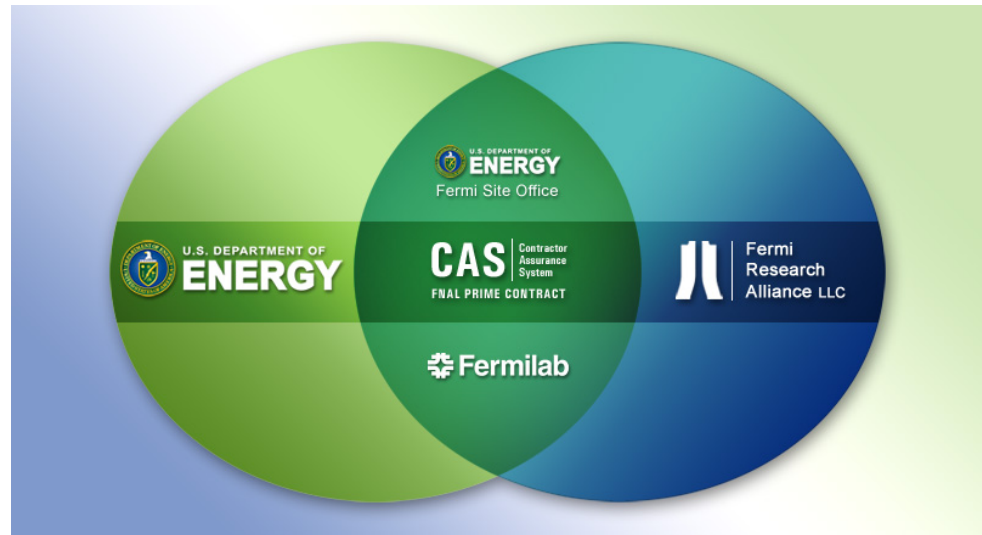 U.S. DEPARTMENT OF
ENERGY
Fermi Site Office
U.S. DEPARTMENT OF
ENERGY
CAS
Contractor
Assurance
System
FNAL PRIME CONTRACT
Fermi
Research
Alliance LLC
Fermilab